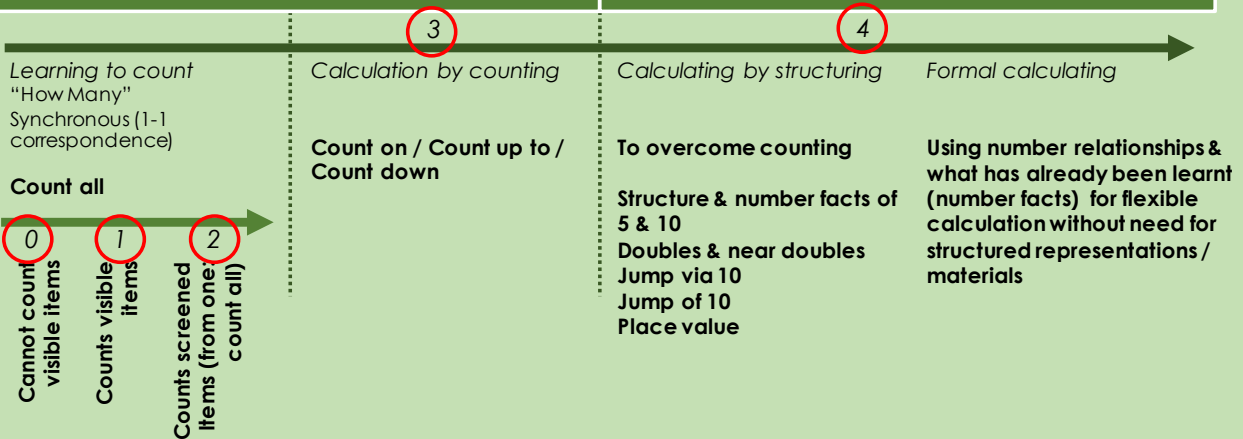 3
4
Learning to count
“How Many”
Synchronous (1-1
correspondence)
Count all
0
1
2
Cannot count
visible items
Counts visible
items
Counts screened
Items (from one:
count all)
Calculation by counting
Count on / Count up to /
Count down
Calculating by structuring
To overcome counting
Structure & number facts of
5 & 10
Doubles & near doubles
Jump via 10
Jump of 10
Place value
Formal calculating
Using number relationships &
what has already been learnt
(number facts) for flexible
calculation without need for
structured representations /
materials